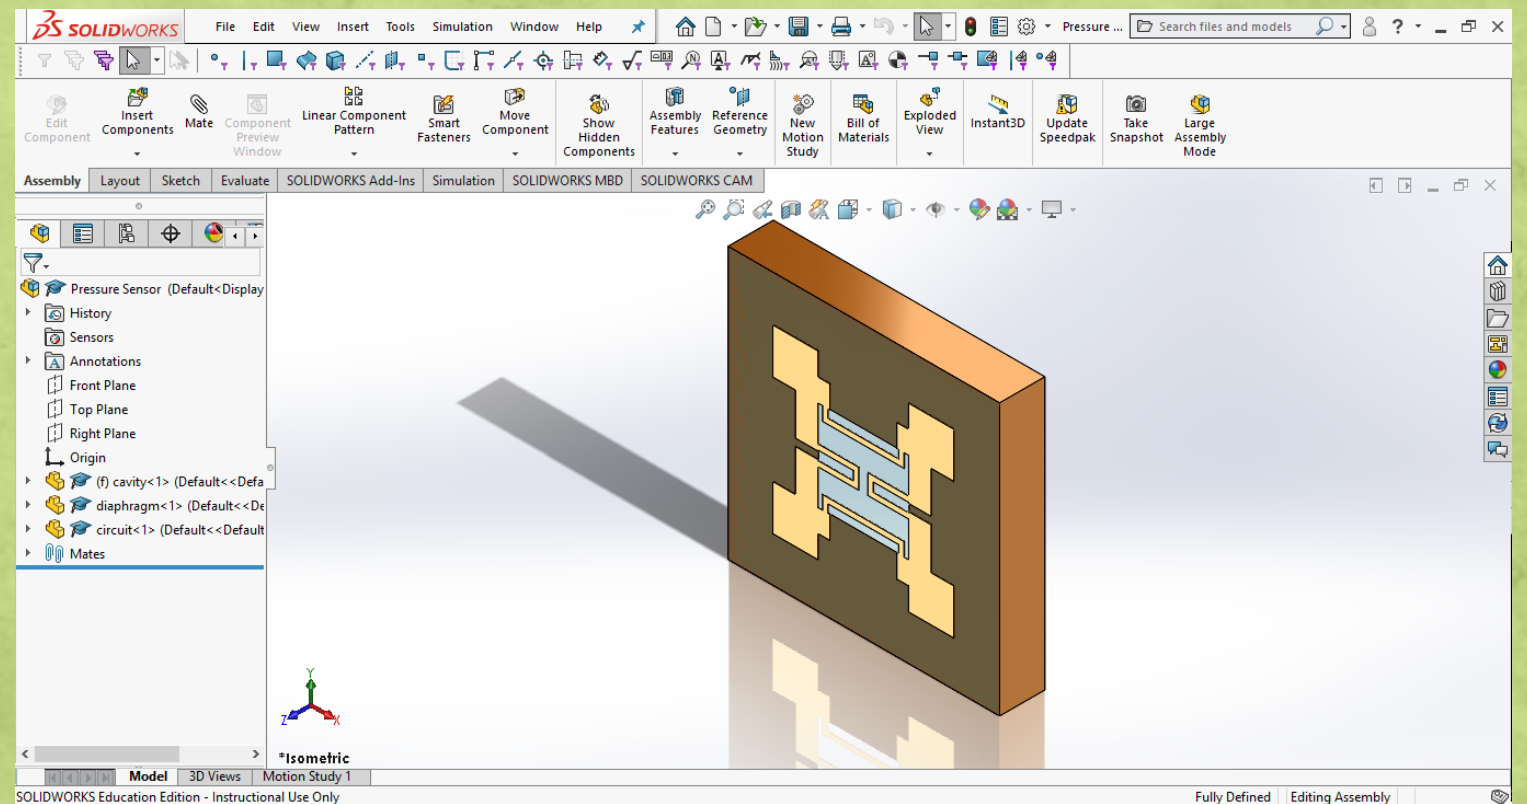 SOLIDWORKS File Edit View Insert Tools Simulation Window Help Pressure ... Search files and models ?
Edit Component
Insert Components
Mate
Component Preview Window
Linear Component Pattern
Smart Fasteners
Move Component
Show Hidden Components
Assembly Features
Reference Geometry
New Motion Study
Bill of Materials
Exploded View
Instant3D
Update Speedpak
Take Snapshot
Large Assembly Mode
Assembly Layout Sketch Evaluate SOLIDWORKS Add-Ins Simulation SOLIDWORKS MBD SOLIDWORKS CAM
Pressure Sensor (Default<Display
History
Sensors
A Annotations
Front Plane
Top Plane
Right Plane
Origin
(f) cavity<1> (Default<<Defa
diaphragm<1> (Default<<De
circuit<1> (Default<<Default
Mates
Y
Z X
*Isometric
Model 3D Views Motion Study 1
SOLIDWORKS Education Edition - Instructional Use Only Fully Defined Editing Assembly